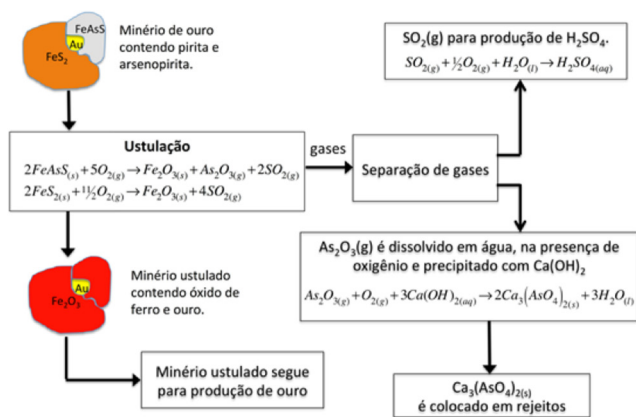 FeAsS
Au
FeS₂
Minério de ouro
contendo pirita e
arsenopirita.
SO₂(g) para produção de H₂SO₄.
SO₂₍g₎ + ½O₂₍g₎ + H₂O₍l₎ → H₂SO₄₍aq₎
Ustulação
2FeAsS₍s₎ + 5O₂₍g₎ → Fe₂O₃₍s₎ + As₂O₃₍g₎ + 2SO₂₍g₎
2FeS₂₍s₎ + ¹¹⁄₂O₂₍g₎ → Fe₂O₃₍s₎ + 4SO₂₍g₎
gases
Separação de gases
As₂O₃(g) é dissolvido em água, na presença de
oxigênio e precipitado com Ca(OH)₂
As₂O₃₍g₎ + O₂₍g₎ + 3Ca(OH)₂₍aq₎ → 2Ca₃(AsO₄)₂₍s₎ + 3H₂O₍l₎
Au
Fe₂O₃
Minério ustulado
contendo óxido de
ferro e ouro.
Minério ustulado segue
para produção de ouro
Ca₃(AsO₄)₂₍s₎
é colocado em rejeitos